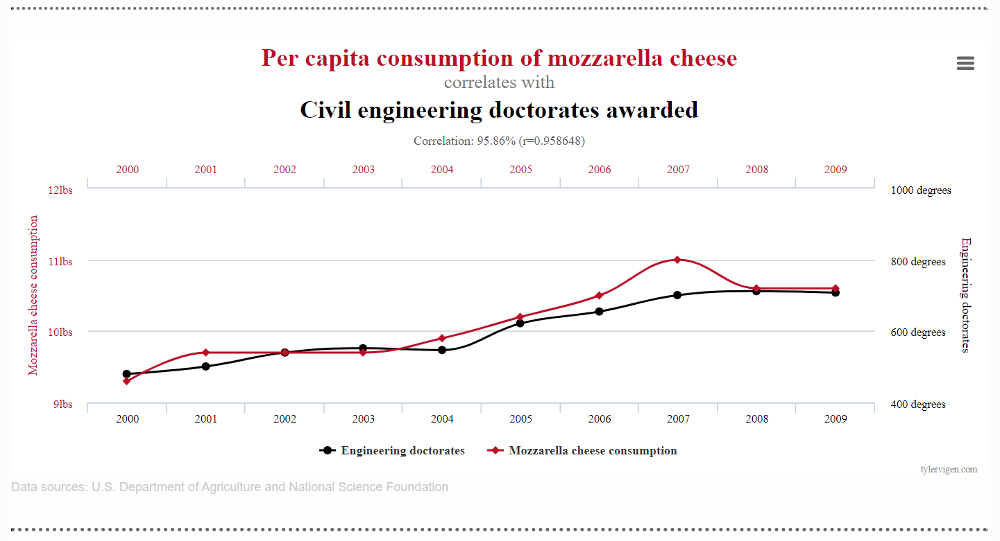 Per capita consumption of mozzarella cheese
correlates with
Civil engineering doctorates awarded
Correlation: 95.86% (r=0.958648)
2000 2001 2002 2003 2004 2005 2006 2007 2008 2009
12lbs 1000 degrees
11lbs 800 degrees
10lbs 600 degrees
9lbs 400 degrees
Mozzarella cheese consumption
Engineering doctorates
2000 2001 2002 2003 2004 2005 2006 2007 2008 2009
Engineering doctorates Mozzarella cheese consumption
tylervigen.com
Data sources: U.S. Department of Agriculture and National Science Foundation